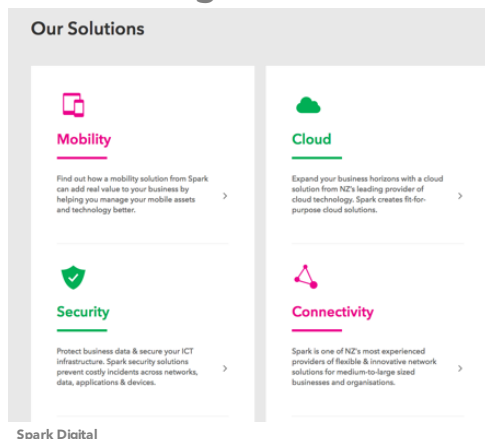 Our Solutions
Mobility
Find out how a mobility solution from Spark
can add real value to your business by
helping you manage your mobile assets
and technology better.
Cloud
Expand your business horizons with a cloud
solution from NZ's leading provider of
cloud technology. Spark creates fit-for-
purpose cloud solutions.
Security
Protect business data & secure your ICT
infrastructure. Spark security solutions
prevent costly incidents across networks,
data, applications & devices.
Connectivity
Spark is one of NZ's most experienced
providers of flexible & innovative network
solutions for medium-to-large sized
businesses and organisations.
Spark Digital